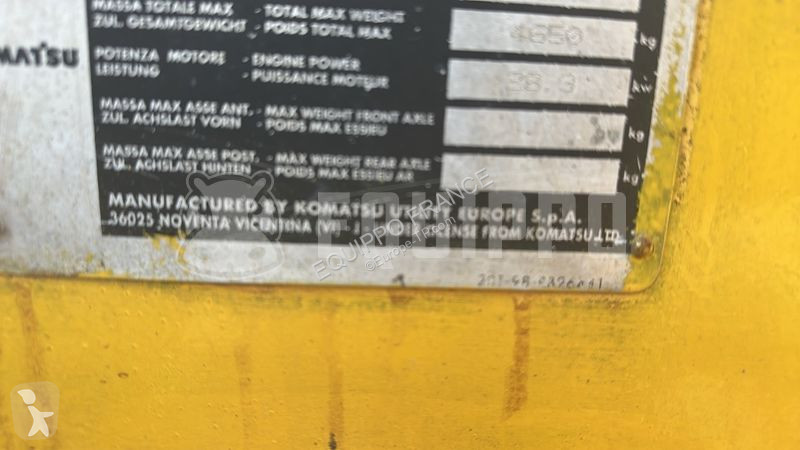 MASSA TOTALE MAX - TOTAL MAX WEIGHT
ZUL. GESAMTGEWICHT - POIDS TOTAL MAX
4650 kg
MATSU
POTENZA MOTORE - ENGINE POWER
LEISTUNG - PUISSANCE MOTEUR
38.9 kw
MASSA MAX ASSE ANT. - MAX WEIGHT FRONT AXLE
ZUL. ACHSLAST VORN - POIDS MAX ESSIEU
kg
MASSA MAX ASSE POST. - MAX WEIGHT REAR AXLE
ZUL. ACHSLAST HINTEN - POIDS MAX ESSIEU AR
kg
MANUFACTURED BY KOMATSU UTILITY EUROPE S.p.A.
36025 NOVENTA VICENTINA (VI) - UNDER LICENSE FROM KOMATSU LTD.
EQUIPPO
EQUIPPO FRANCE